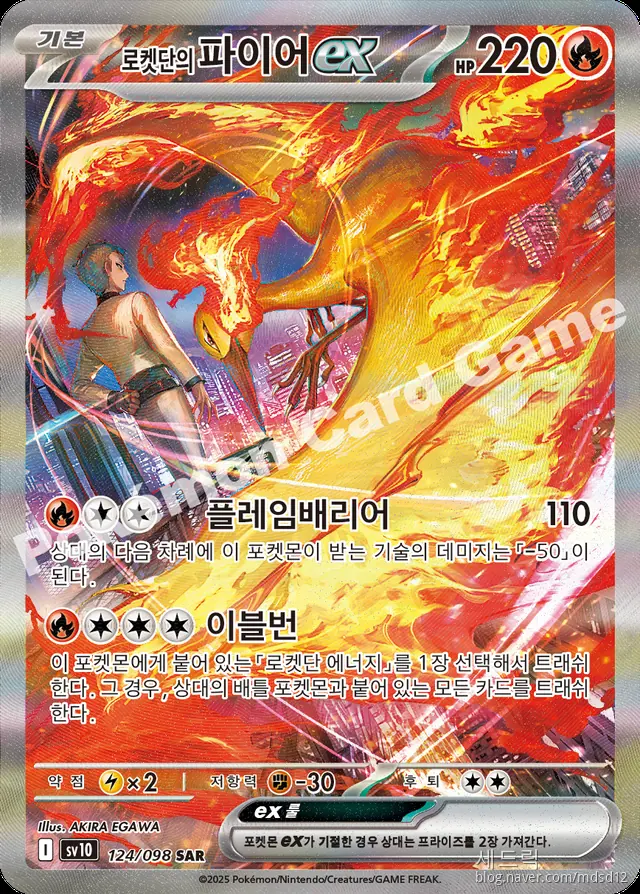 기본
로켓단의 파이어 ex HP 220
Pokémon Card Game
플레임배리어 110
상대의 다음 차례에 이 포켓몬이 받는 기술의 데미지는 「-50」이
된다.
이블번
이 포켓몬에게 붙어 있는 「로켓단 에너지」를 1장 선택해서 트래쉬
한다. 그 경우, 상대의 배틀 포켓몬과 붙어 있는 모든 카드를 트래쉬
한다.
약점 ×2 저항력 -30 후퇴
ex 룰
포켓몬 ex가 기절한 경우 상대는 프라이즈를 2장 가져간다.
Illus. AKIRA EGAWA
I sv10 124/098 SAR
©2025 Pokémon/Nintendo/Creatures/GAME FREAK.
세드릭
blog.naver.com/mdsd12